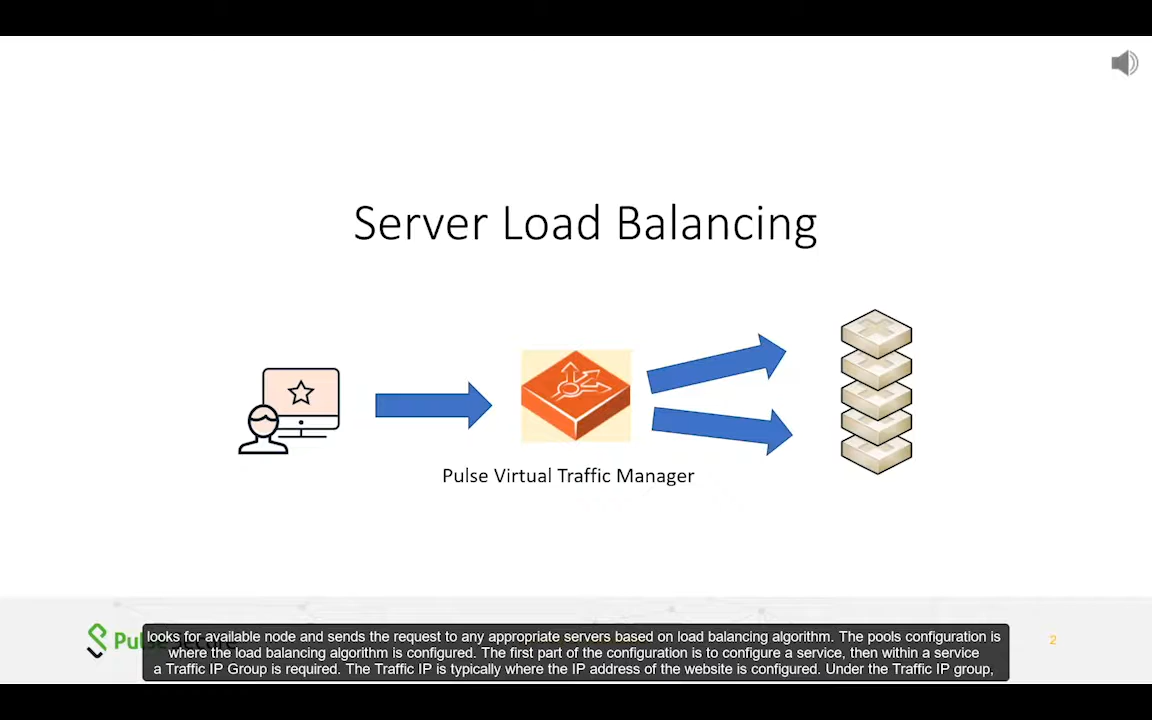 Server Load Balancing
Pulse Virtual Traffic Manager
looks for available node and sends the request to any appropriate servers based on load balancing algorithm. The pools configuration is
where the load balancing algorithm is configured. The first part of the configuration is to configure a service, then within a service
a Traffic IP Group is required. The Traffic IP is typically where the IP address of the website is configured. Under the Traffic IP group,
2